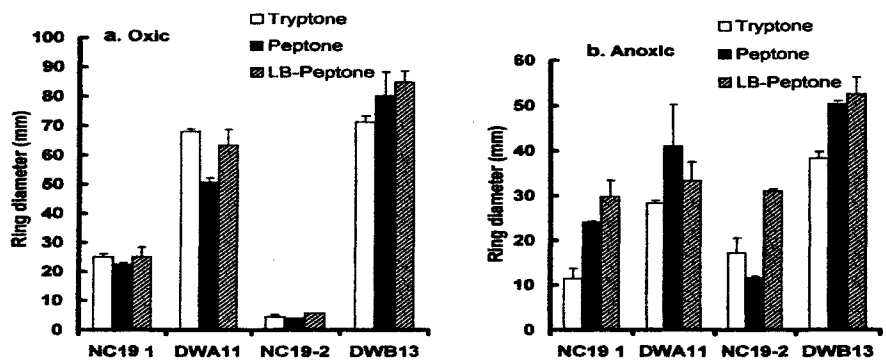 Tryptone
a. Oxic
Peptone
LB-Peptone
100
90
80
70
60
50
40
30
20
10
0
Ring diameter (mm)
NC19 1 DWA11 NC19-2 DWB13
Tryptone
b. Anoxic
Peptone
LB-Peptone
60
50
40
30
20
10
0
Ring diameter (mm)
NC19 1 DWA11 NC19-2 DWB13